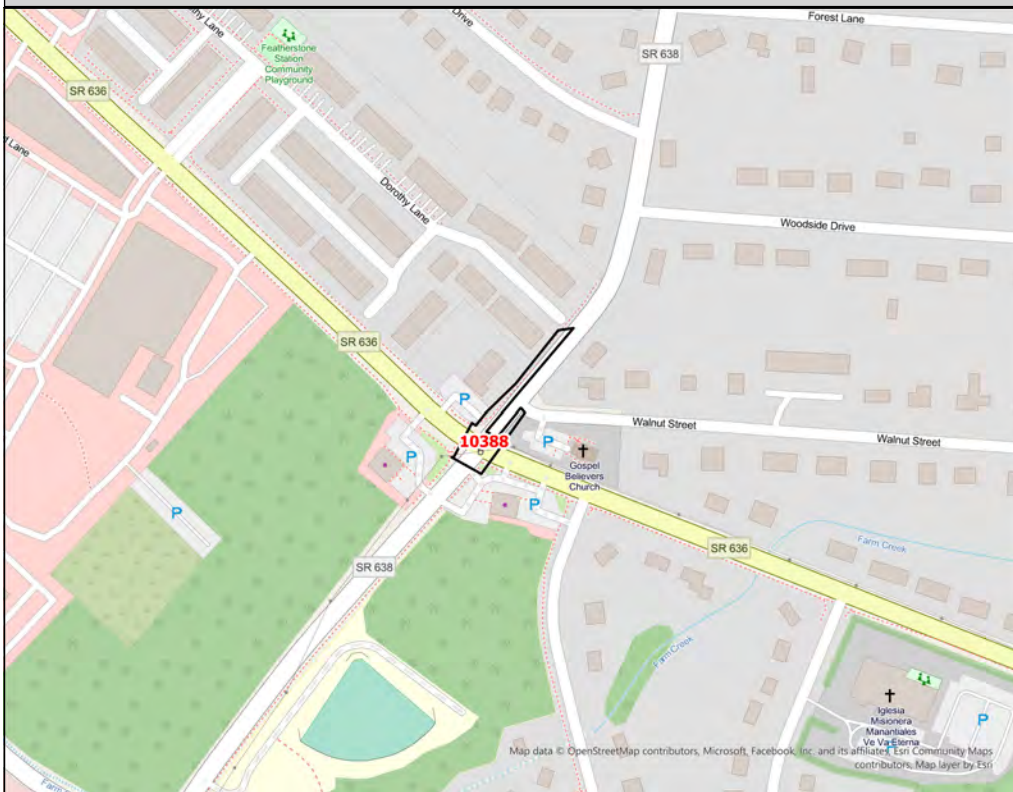 Forest Lane
Drive
Dorothy Lane
SR 638
Featherstone
Station
Community
Playground
SR 636
Lane
Dorothy Lane
Woodside Drive
SR 636
P
Walnut Street
Walnut Street
10388
P
P
Gospel
Believers
Church
P
P
SR 636
Farm Creek
SR 638
Farm Creek
Iglesia
Misionera
Manantiales
Ve Va Eterna
P
P
Map data © OpenStreetMap contributors, Microsoft, Facebook, Inc. and its affiliates, Esri Community Maps
contributors, Map layer by Esri
Farm